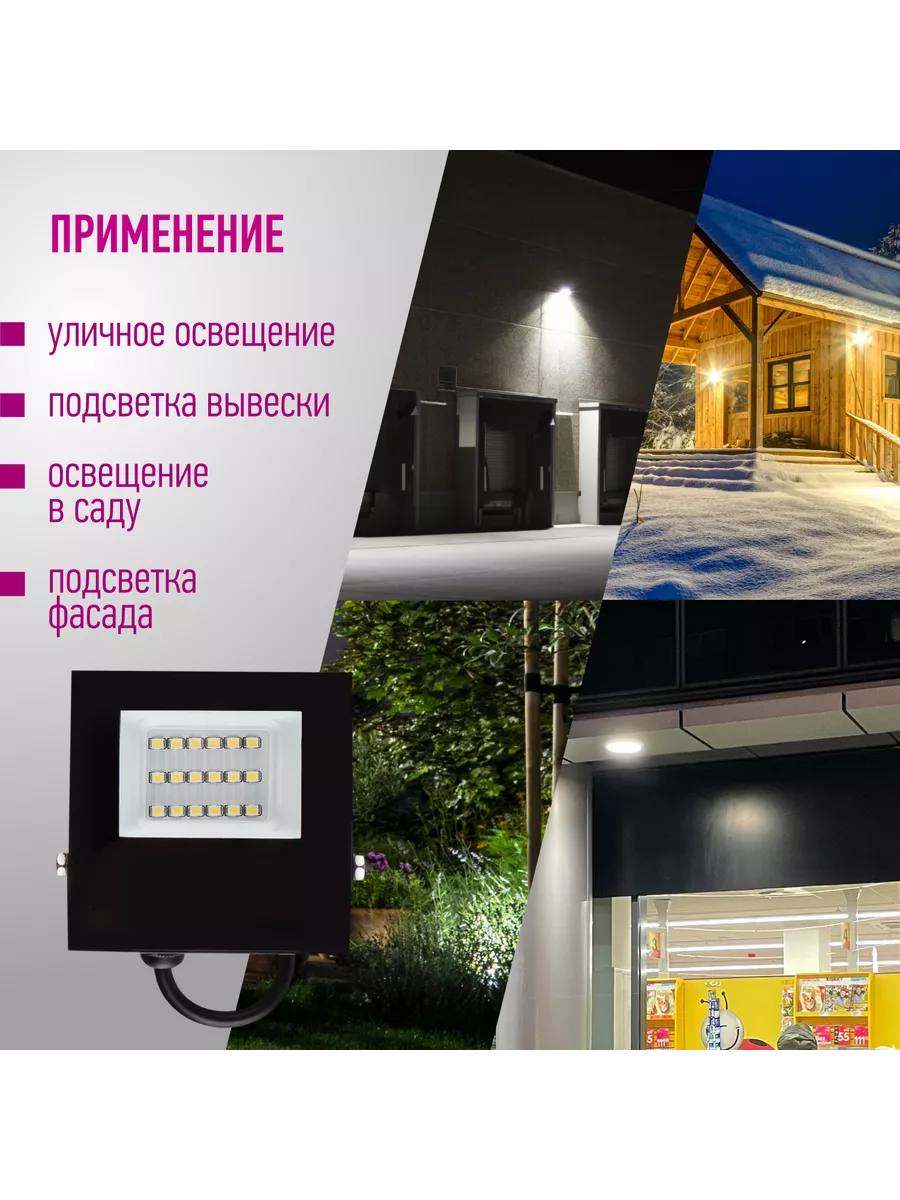 ПРИМЕНЕНИЕ
уличное освещение
подсветка вывески
освещение
в саду
подсветка
фасада